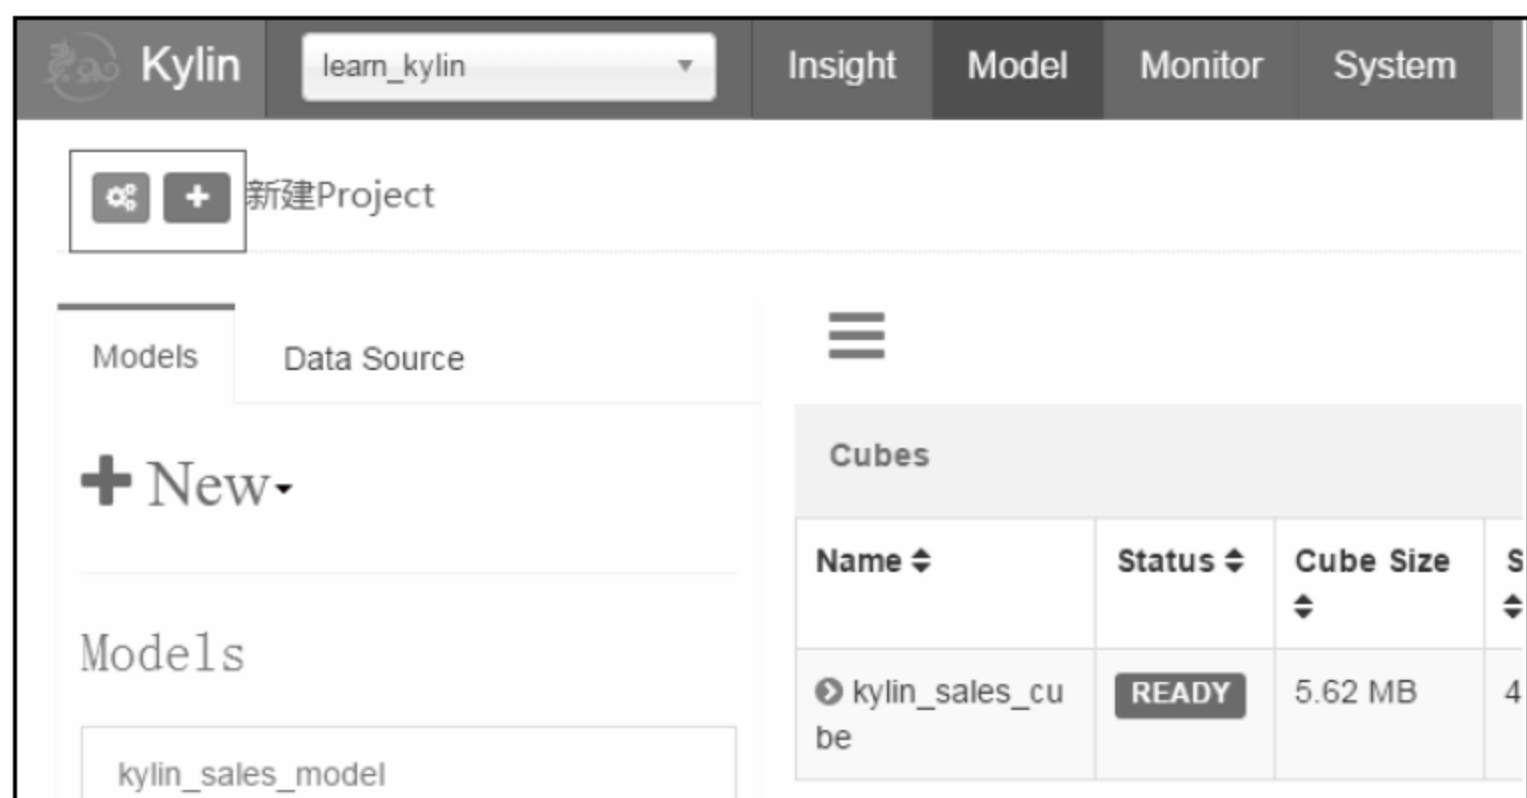 Kylin learn_kylin Insight Model Monitor System
新建Project
Models Data Source
New
Models
kylin_sales_model
Cubes
Name Status Cube Size S
kylin_sales_cu READY 5.62 MB 4
be